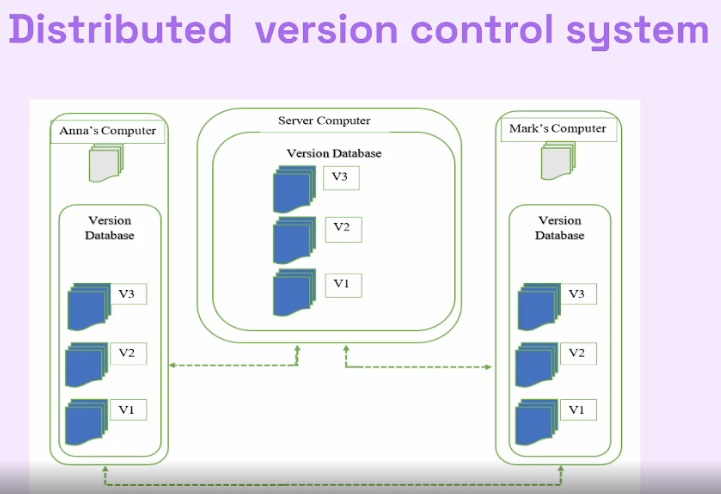 Distributed version control system
Anna's Computer
Version
Database
V3
V2
V1
Server Computer
Version Database
V3
V2
V1
Mark's Computer
Version
Database
V3
V2
V1